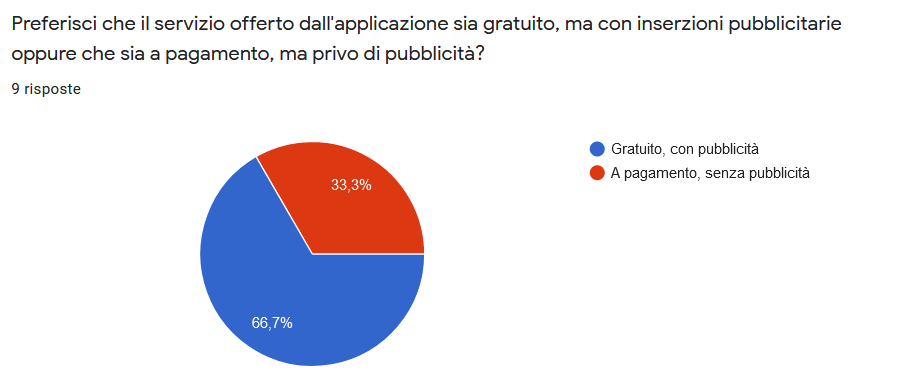 Preferisci che il servizio offerto dall'applicazione sia gratuito, ma con inserzioni pubblicitarie
oppure che sia a pagamento, ma privo di pubblicità?
9 risposte
Gratuito, con pubblicità
A pagamento, senza pubblicità
33,3%
66,7%